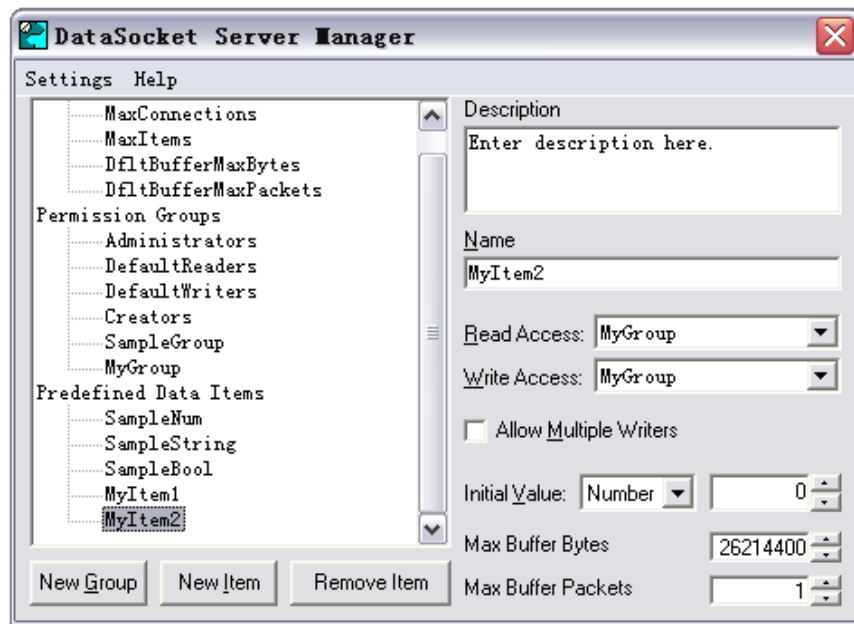 DataSocket Server Manager
Settings Help
MaxConnections
MaxItems
DfltBufferMaxBytes
DfltBufferMaxPackets
Permission Groups
Administrators
DefaultReaders
DefaultWriters
Creators
SampleGroup
MyGroup
Predefined Data Items
SampleNum
SampleString
SampleBool
MyItem1
MyItem2
New Group New Item Remove Item
Description
Enter description here.
Name
MyItem2
Read Access: MyGroup
Write Access: MyGroup
Allow Multiple Writers
Initial Value: Number 0
Max Buffer Bytes 26214400
Max Buffer Packets 1